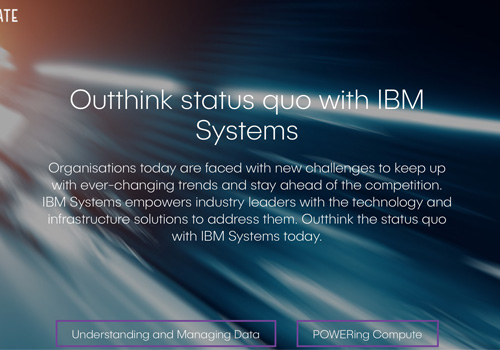 Outthink status quo with IBM
Systems
Organisations today are faced with new challenges to keep up
with ever-changing trends and stay ahead of the competition.
IBM Systems empowers industry leaders with the technology and
infrastructure solutions to address them. Outthink the status quo
with IBM Systems today.
Understanding and Managing Data
POWERing Compute